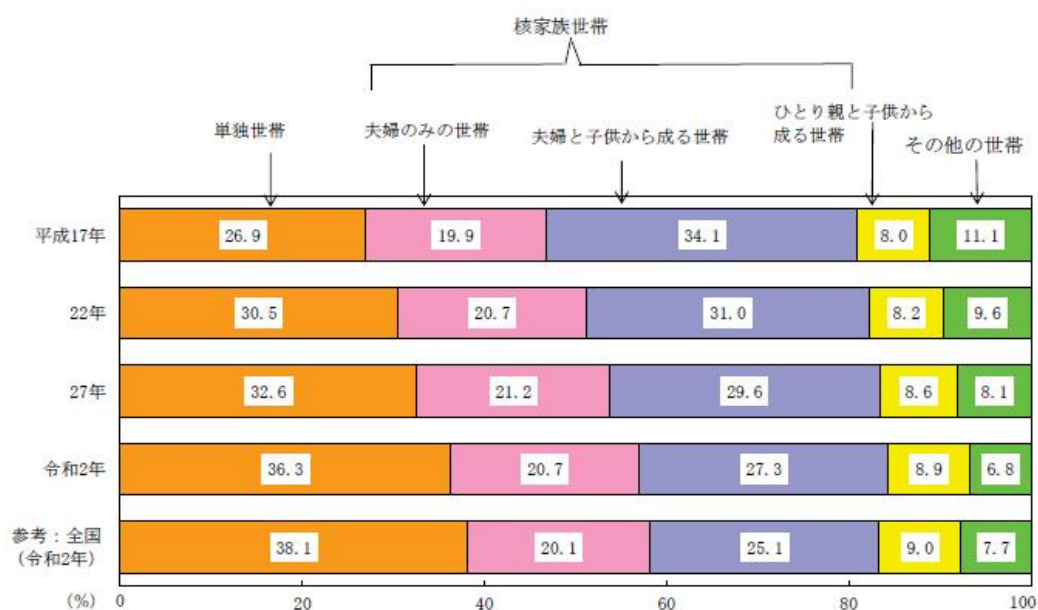 核家族世帯
単独世帯
夫婦のみの世帯
夫婦と子供から成る世帯
ひとり親と子供から
成る世帯
その他の世帯
平成17年 26.9 19.9 34.1 8.0 11.1
22年 30.5 20.7 31.0 8.2 9.6
27年 32.6 21.2 29.6 8.6 8.1
令和2年 36.3 20.7 27.3 8.9 6.8
参考：全国
(令和2年)
38.1 20.1 25.1 9.0 7.7
(%) 0 20 40 60 80 100